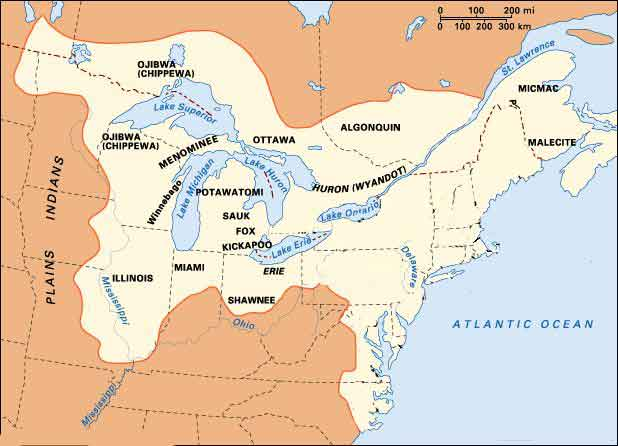 0 100 200 mi
0 100 200 300 km
St. Lawrence
OJIBWA
(CHIPPEWA)
MICMAC
Lake Superior
ALGONQUIN
OJIBWA
(CHIPPEWA)
OTTAWA
MALECITE
MENOMINEE
Lake Huron
HURON (WYANDOT)
PLAINS INDIANS
Winnebago
Lake Michigan
POTAWATOMI
SAUK
FOX
KICKAPOO
Lake Ontario
Lake Erie
ERIE
MIAMI
ILLINOIS
Delaware
Mississippi
SHAWNEE
Ohio
ATLANTIC OCEAN
Mississippi